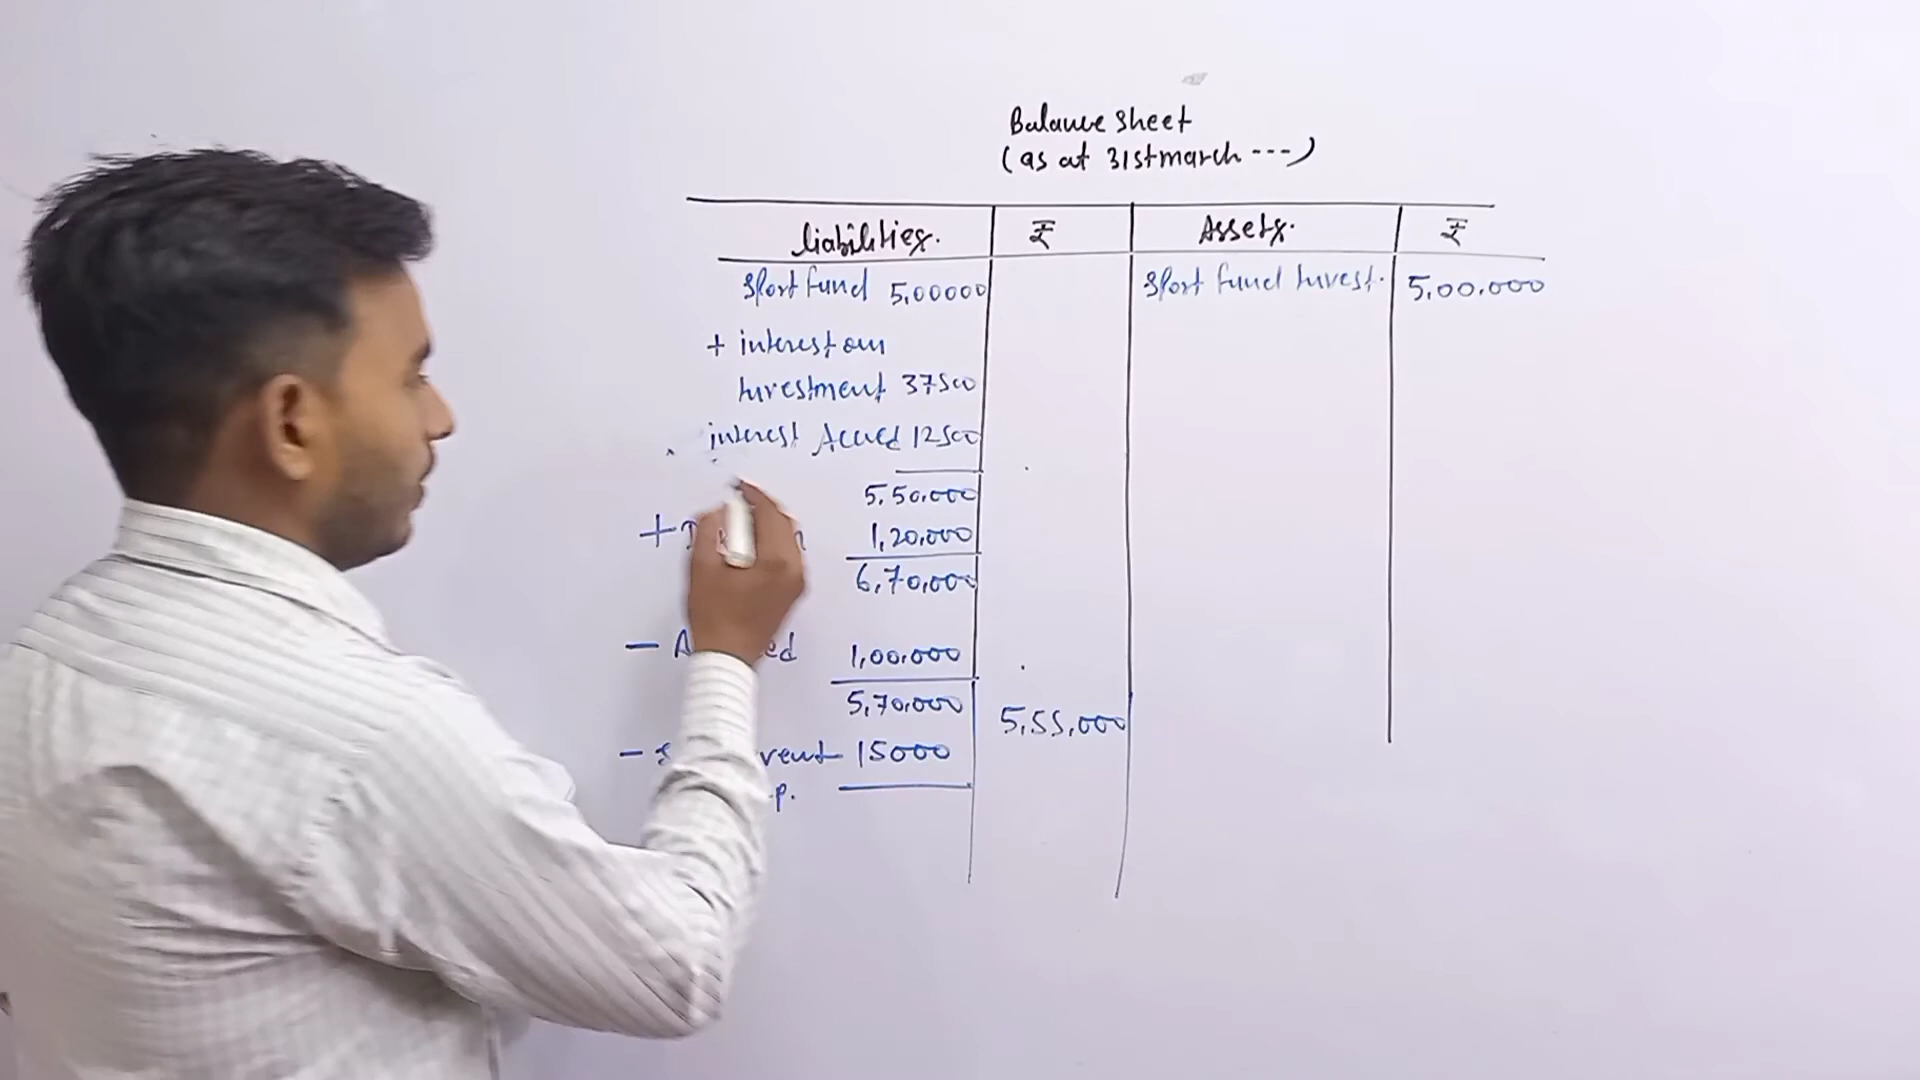 Balance Sheet
(as at 31st march ---)
Liabilities. ₹ Assets. ₹
Sport fund 5,00000 Sport fund Invest. 5,00,000
+ interest on
Investment 37500
interest Accued 12500
5,50,000
+ 1,20,000
6,70,000
- 1,00,000
5,70,000 5,55,000
- 15000